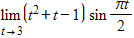 lim t→3 (t² + t − 1) sin πt/2